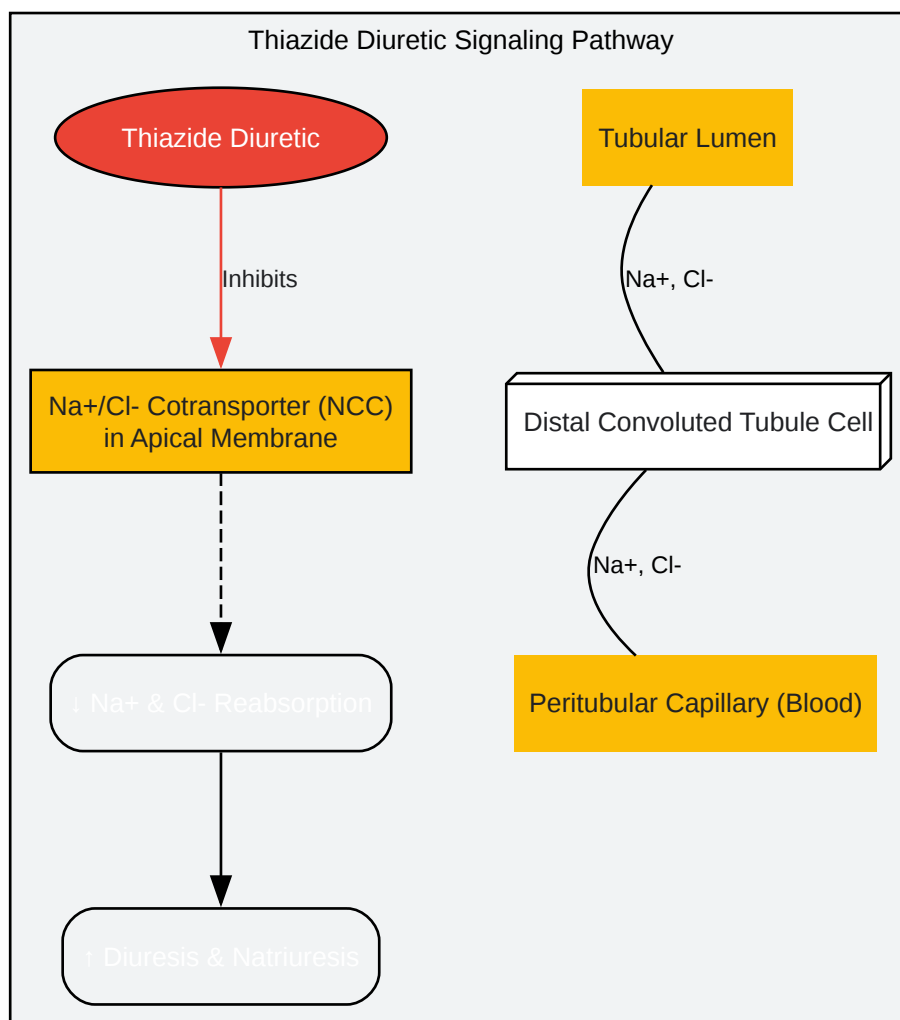 Thiazide Diuretic Signaling Pathway
Thiazide Diuretic
Tubular Lumen
Inhibits
Na+, Cl-
Na+/Cl- Cotransporter (NCC)
in Apical Membrane
Distal Convoluted Tubule Cell
Na+, Cl-
↓ Na+ & Cl- Reabsorption
Peritubular Capillary (Blood)
↑ Diuresis & Natriuresis